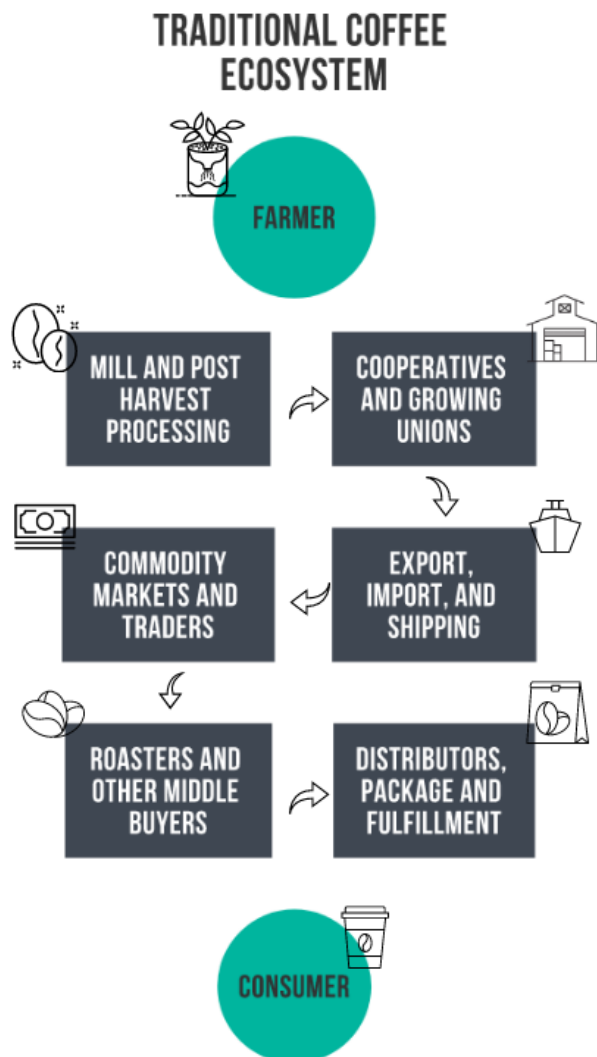 TRADITIONAL COFFEE
ECOSYSTEM
FARMER
MILL AND POST
HARVEST
PROCESSING
COOPERATIVES
AND GROWING
UNIONS
EXPORT,
IMPORT, AND
SHIPPING
COMMODITY
MARKETS AND
TRADERS
ROASTERS AND
OTHER MIDDLE
BUYERS
DISTRIBUTORS,
PACKAGE AND
FULFILLMENT
CONSUMER